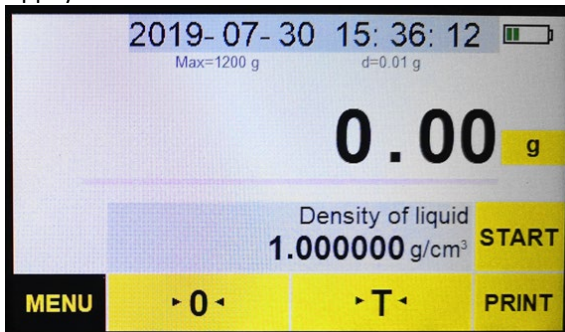 2019- 07- 30 15: 36: 12
Max=1200 g d=0.01 g
0.00 g
Density of liquid
1.000000 g/cm³
START
MENU ▸0◂ ▸T◂ PRINT